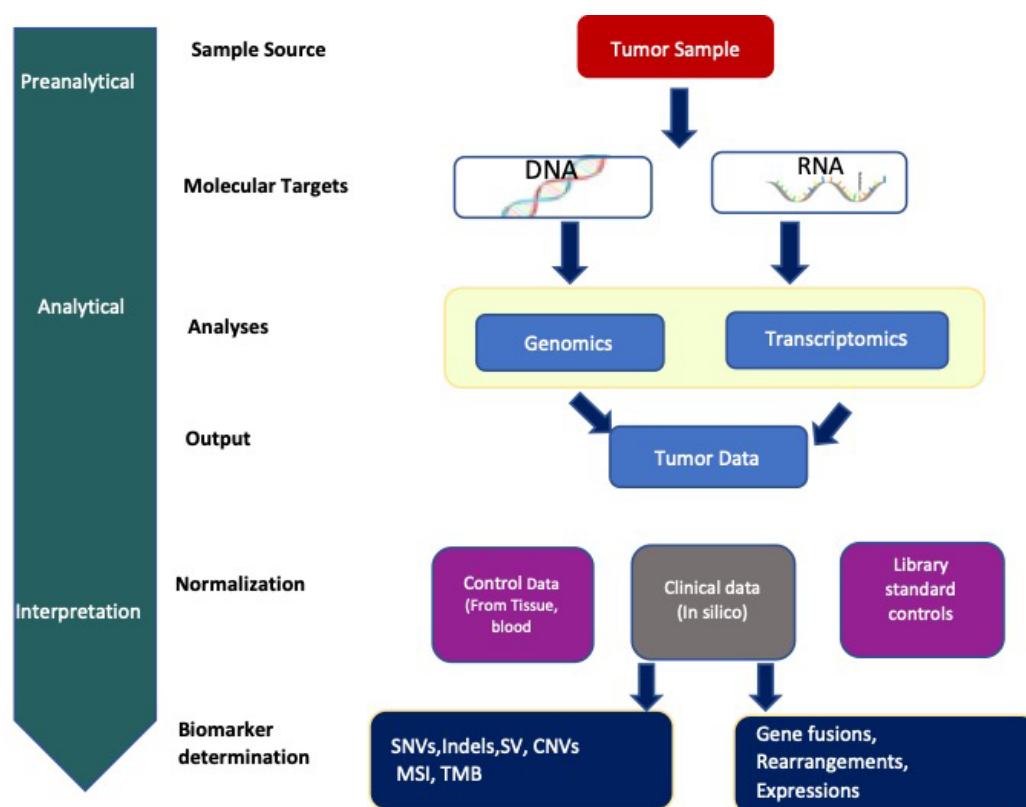 Preanalytical
Sample Source
Tumor Sample
Molecular Targets
DNA
RNA
Analytical
Analyses
Genomics
Transcriptomics
Output
Tumor Data
Interpretation
Normalization
Control Data
(From Tissue,
blood
Clinical data
(In silico)
Library
standard
controls
Biomarker
determination
SNVs,Indels,SV, CNVs
MSI, TMB
Gene fusions,
Rearrangements,
Expressions